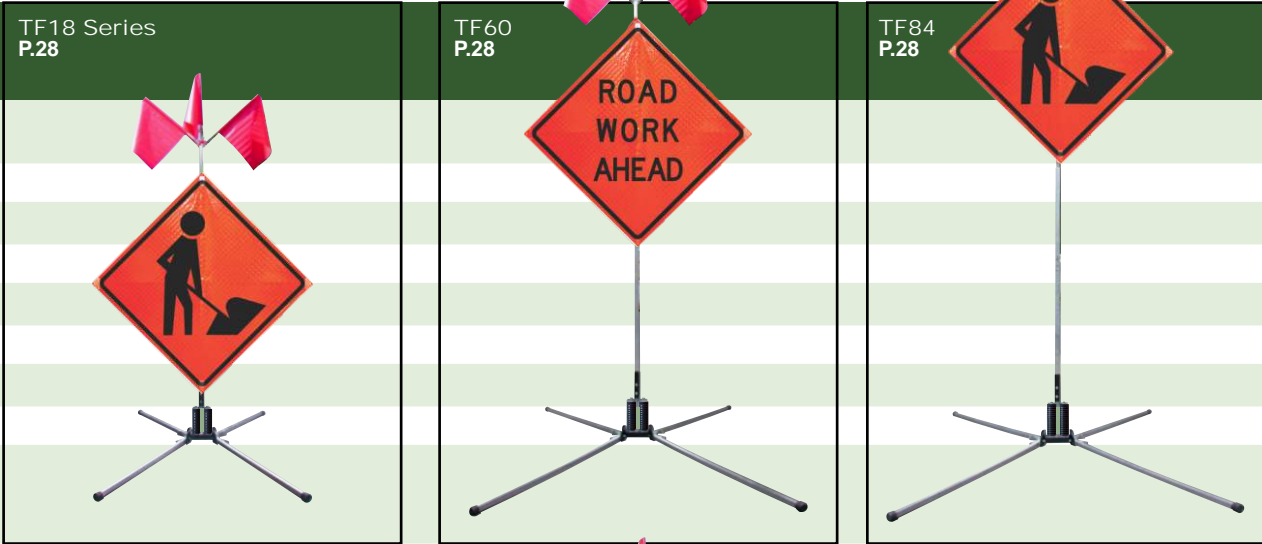 TF18 Series
P.28
TF60
P.28
ROAD
WORK
AHEAD
TF84
P.28